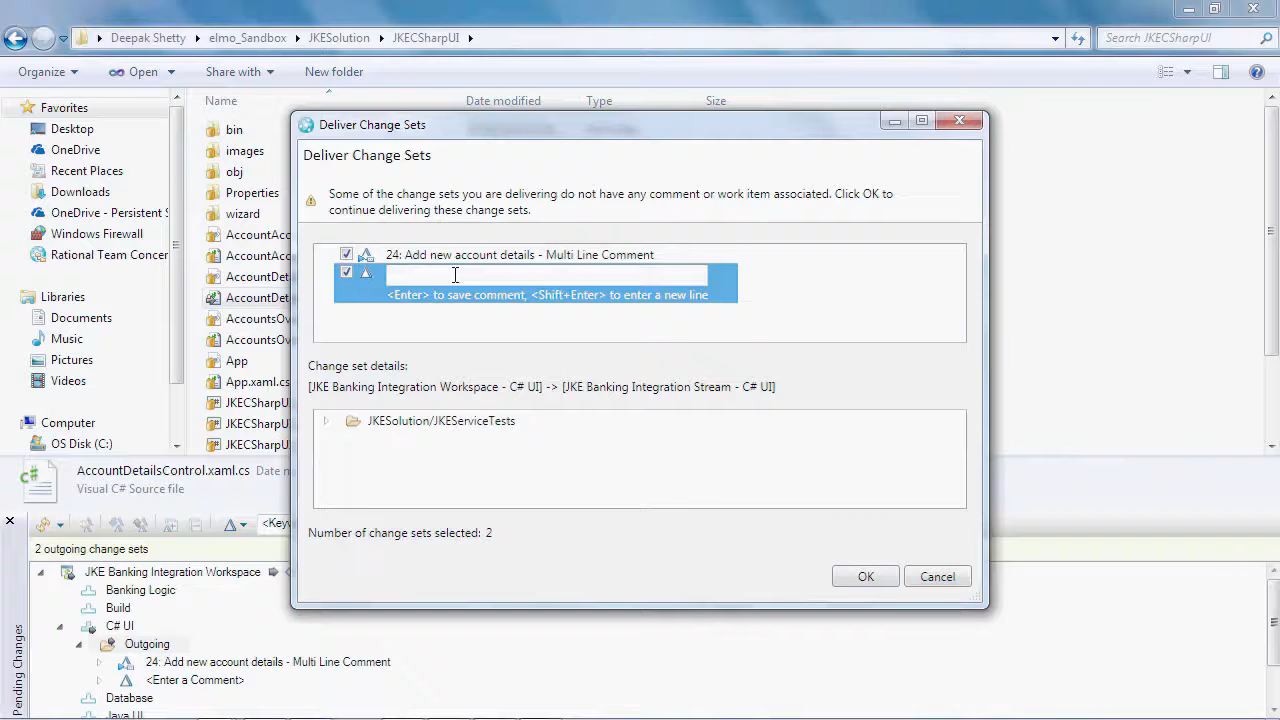 Deepak Shetty
elmo_Sandbox
JKESolution
JKECSharpUI
Search JKECSharpUI
Organize
Open
Share with
New folder
Name
Date modified
Type
Size
Favorites
Desktop
OneDrive
Recent Places
Downloads
OneDrive - Persistent S
Windows Firewall
Rational Team Concer
Libraries
Documents
Music
Pictures
Videos
Computer
OS Disk (C:)
bin
images
obj
Properties
wizard
AccountAcc
AccountAcc
AccountDet
AccountDet
AccountsOv
AccountsOv
App
App.xaml.cs
JKECSharpUI
JKECSharpUI
JKECSharpUI
Deliver Change Sets
Deliver Change Sets
Some of the change sets you are delivering do not have any comment or work item associated. Click OK to
continue delivering these change sets.
24: Add new account details - Multi Line Comment
<Enter> to save comment, <Shift+Enter> to enter a new line
Change set details:
[JKE Banking Integration Workspace - C# UI] -> [JKE Banking Integration Stream - C# UI]
JKESolution/JKEServiceTests
Number of change sets selected: 2
OK
Cancel
AccountDetailsControl.xaml.cs
Date n
Visual C# Source file
<Keyv
2 outgoing change sets
Pending Changes
JKE Banking Integration Workspace
Banking Logic
Build
C# UI
Outgoing
24: Add new account details - Multi Line Comment
<Enter a Comment>
Database
Java UI